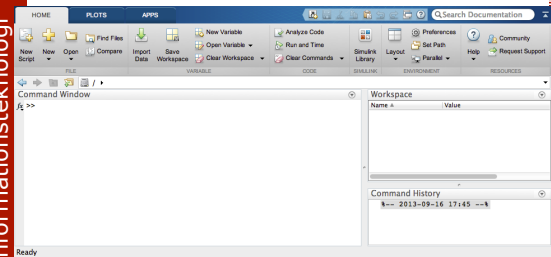 Informationsteknologi
HOME PLOTS APPS
Search Documentation
New Script
New
Open
Find Files
Compare
Import Data
Save Workspace
New Variable
Open Variable
Clear Workspace
Analyze Code
Run and Time
Clear Commands
Simulink Library
Layout
Preferences
Set Path
Parallel
Help
Community
Request Support
FILE VARIABLE CODE SIMULINK ENVIRONMENT RESOURCES
/
Command Window
fx >>
Workspace
Name Value
Command History
%-- 2013-09-16 17:45 --%
Ready